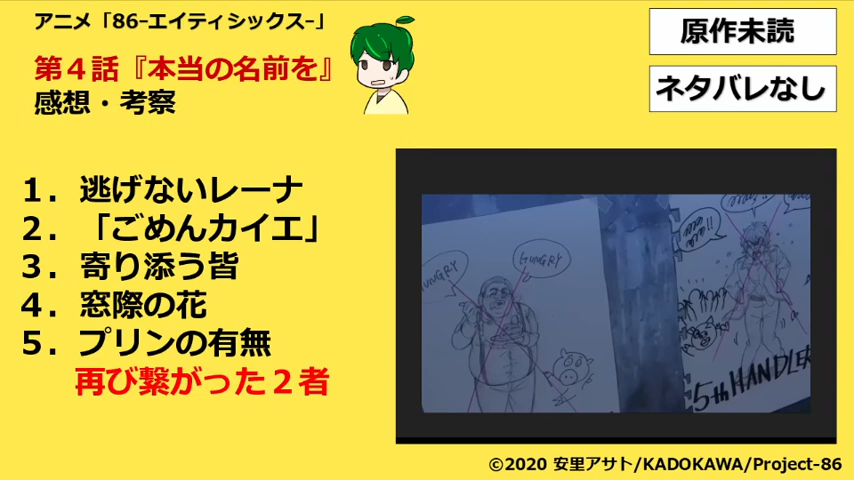 アニメ「86-エイティシックス-」
第４話『本当の名前を』
感想・考察
原作未読
ネタバレなし
１．逃げないレーナ
２．「ごめんカイエ」
３．寄り添う皆
４．窓際の花
５．プリンの有無
再び繋がった２者
HUNGRY
HUNGRY
5th HANDLER
©2020 安里アサト/KADOKAWA/Project-86